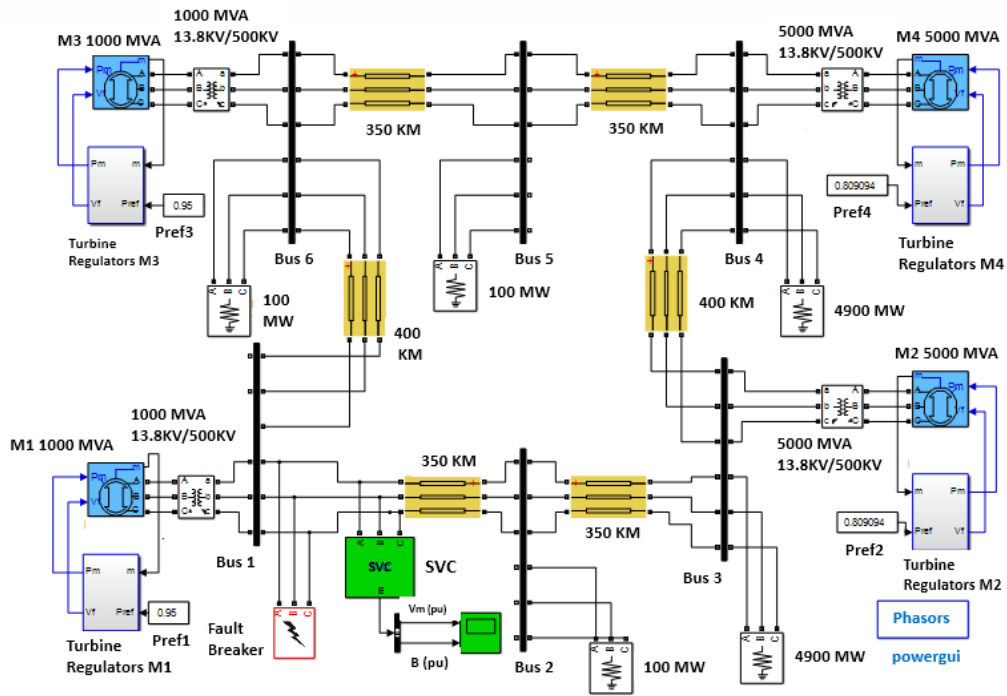 1000 MVA
13.8KV/500KV
M3 1000 MVA
Pm
m
A
Vf
B
C
A
a
B
b
C
c
350 KM
350 KM
5000 MVA
13.8KV/500KV
M4 5000 MVA
a
A
b
B
c
C
Pm
m
A
Vf
B
C
Pm
m
Vf
Pref
0.95
Pref3
Turbine
Regulators M3
m
Pm
Pref
Vf
0.809094
Pref4
Turbine
Regulators M4
Bus 6
Bus 5
Bus 4
A
B
C
100
MW
400
KM
A
B
C
100 MW
400 KM
A
B
C
4900 MW
M2 5000 MVA
m
Pm
A
B
Vf
C
a
A
b
B
c
C
5000 MVA
13.8KV/500KV
1000 MVA
13.8KV/500KV
M1 1000 MVA
Pm
m
A
Vf
B
C
A
a
B
b
C
c
350 KM
350 KM
Bus 1
Bus 3
Bus 2
m
Pm
Pref
Vf
0.809094
Pref2
Turbine
Regulators M2
Pm
m
Vf
Pref
0.95
Pref1
Turbine
Regulators M1
A
B
C
Fault
Breaker
A
B
C
SVC
m
SVC
Vm (pu)
B (pu)
A
B
C
100 MW
A
B
C
4900 MW
Phasors
powergui